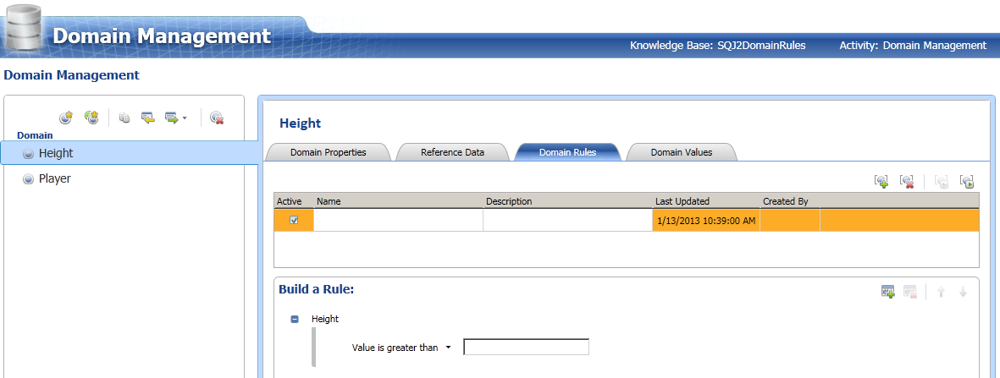 Domain Management
Knowledge Base: SQJ2DomainRules Activity: Domain Management
Domain Management
Domain
Height
Player
Height
Domain Properties Reference Data Domain Rules Domain Values
Active Name Description Last Updated Created By
1/13/2013 10:39:00 AM
Build a Rule:
Height
Value is greater than